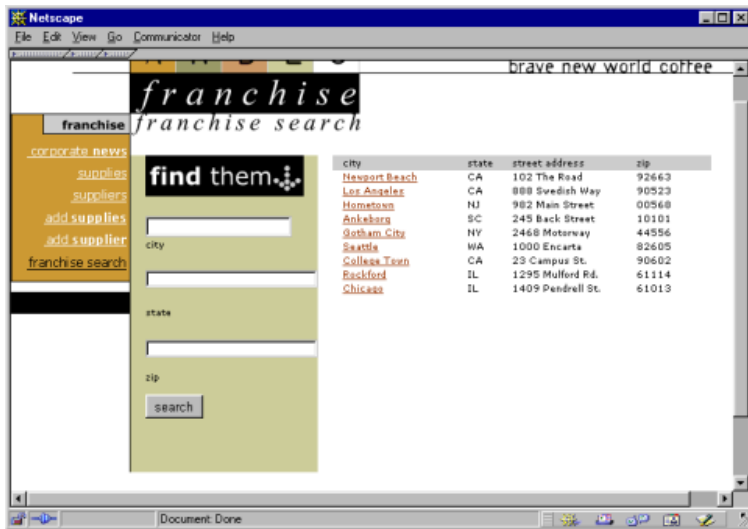 Netscape
File Edit View Go Communicator Help
brave new world coffee
franchise
franchise search
franchise
corporate news
supplies
suppliers
add supplies
add supplier
franchise search
find them
city
state
zip
search
city state street address zip
Newport Beach CA 102 The Road 92663
Los Angeles CA 888 Swedish Way 90523
Hometown NJ 982 Main Street 00568
Ankeborg SC 245 Back Street 10101
Gotham City NY 2468 Motorway 44556
Seattle WA 1000 Encarta 82605
College Town CA 23 Campus St. 90602
Rockford IL 1295 Mulford Rd. 61114
Chicago IL 1409 Pendrell St. 61013
Document: Done